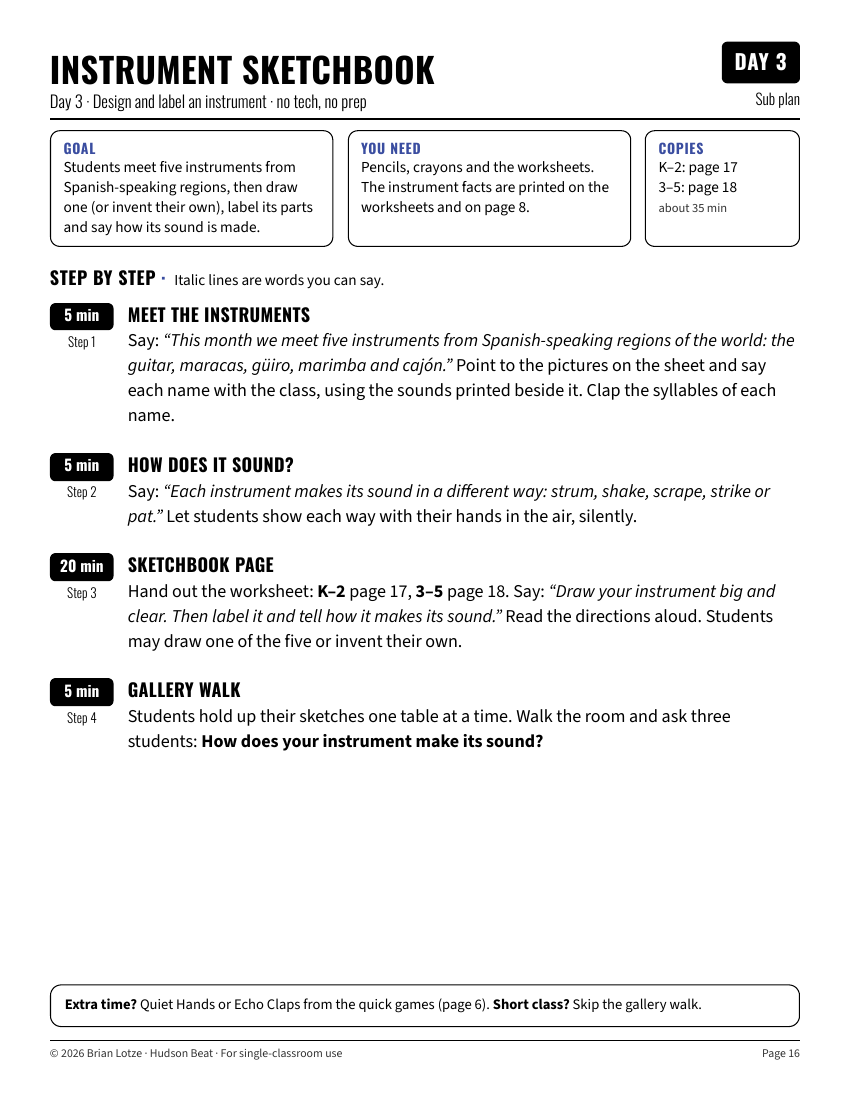 INSTRUMENT SKETCHBOOK
DAY 3
Day 3 · Design and label an instrument · no tech, no prep
Sub plan
GOAL
Students meet five instruments from
Spanish-speaking regions, then draw
one (or invent their own), label its parts
and say how its sound is made.
YOU NEED
Pencils, crayons and the worksheets.
The instrument facts are printed on the
worksheets and on page 8.
COPIES
K–2: page 17
3–5: page 18
about 35 min
STEP BY STEP · Italic lines are words you can say.
5 min
Step 1
MEET THE INSTRUMENTS
Say: “This month we meet five instruments from Spanish-speaking regions of the world: the
guitar, maracas, güiro, marimba and cajón.” Point to the pictures on the sheet and say
each name with the class, using the sounds printed beside it. Clap the syllables of each
name.
5 min
Step 2
HOW DOES IT SOUND?
Say: “Each instrument makes its sound in a different way: strum, shake, scrape, strike or
pat.” Let students show each way with their hands in the air, silently.
20 min
Step 3
SKETCHBOOK PAGE
Hand out the worksheet: K–2 page 17, 3–5 page 18. Say: “Draw your instrument big and
clear. Then label it and tell how it makes its sound.” Read the directions aloud. Students
may draw one of the five or invent their own.
5 min
Step 4
GALLERY WALK
Students hold up their sketches one table at a time. Walk the room and ask three
students: How does your instrument make its sound?
Extra time? Quiet Hands or Echo Claps from the quick games (page 6). Short class? Skip the gallery walk.
© 2026 Brian Lotze · Hudson Beat · For single-classroom use
Page 16